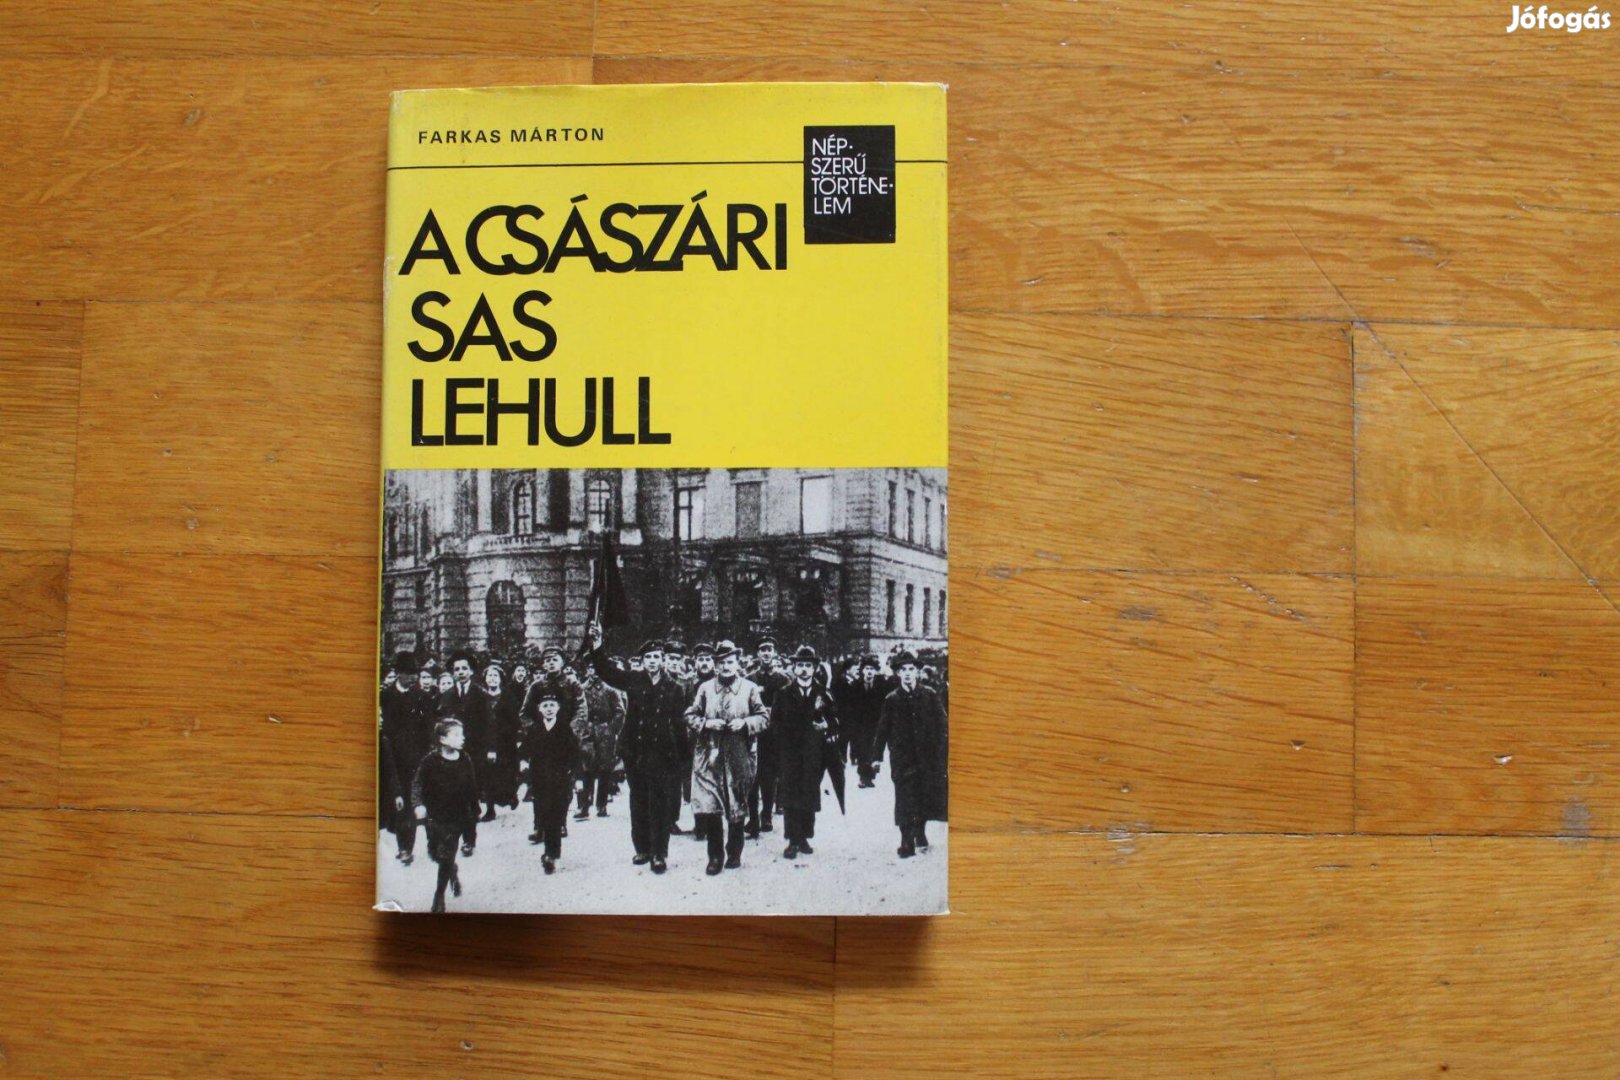 Jófogás
FARKAS MÁRTON
NÉP-
SZERŰ
TÖRTÉNE-
LEM
A CSÁSZÁRI
SAS
LEHULL